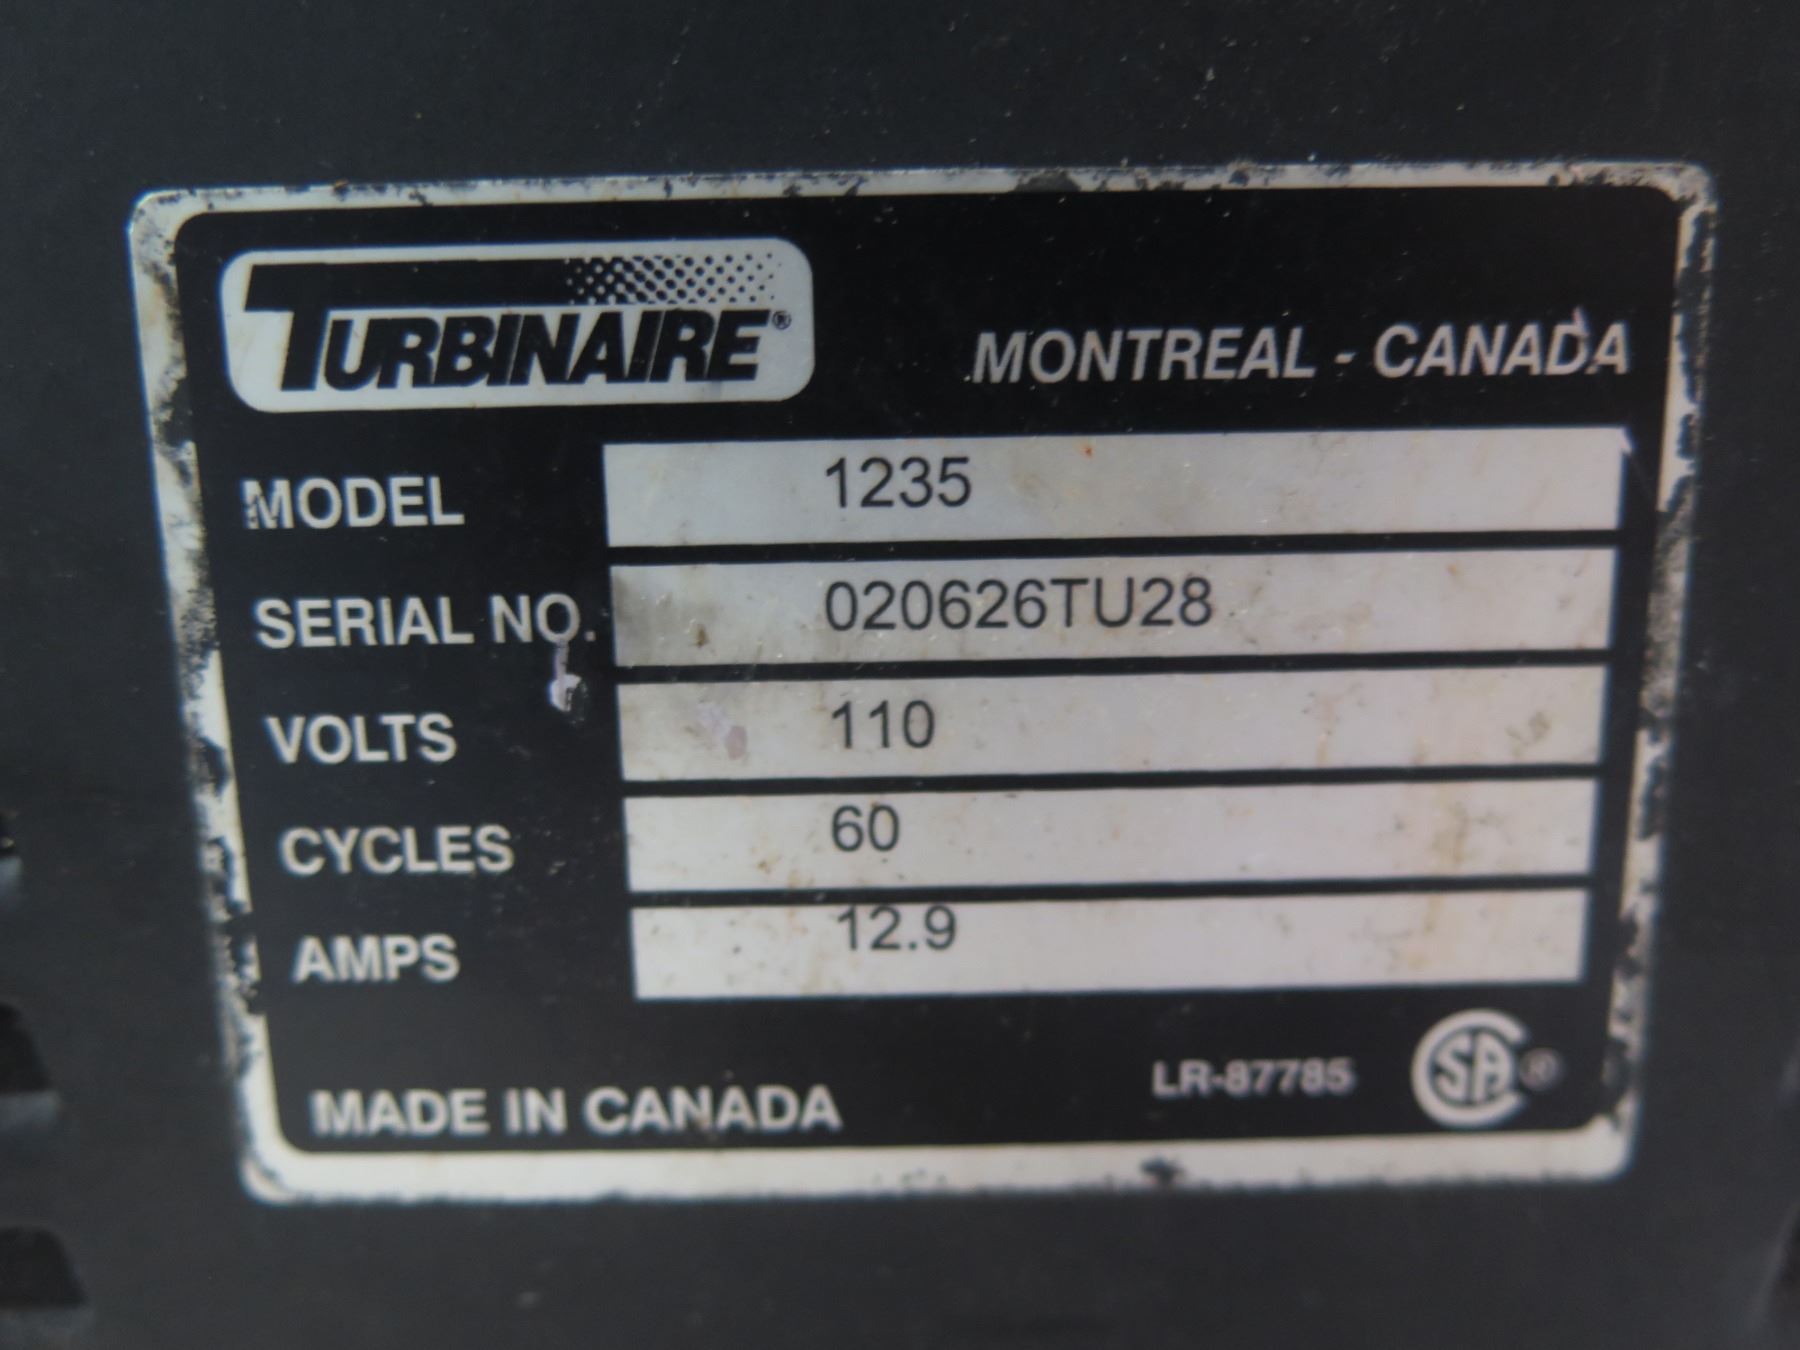 TURBINAIRE®
MONTREAL - CANADA
MODEL 1235
SERIAL NO. 020626TU28
VOLTS 110
CYCLES 60
AMPS 12.9
MADE IN CANADA
LR-87785 CSA®